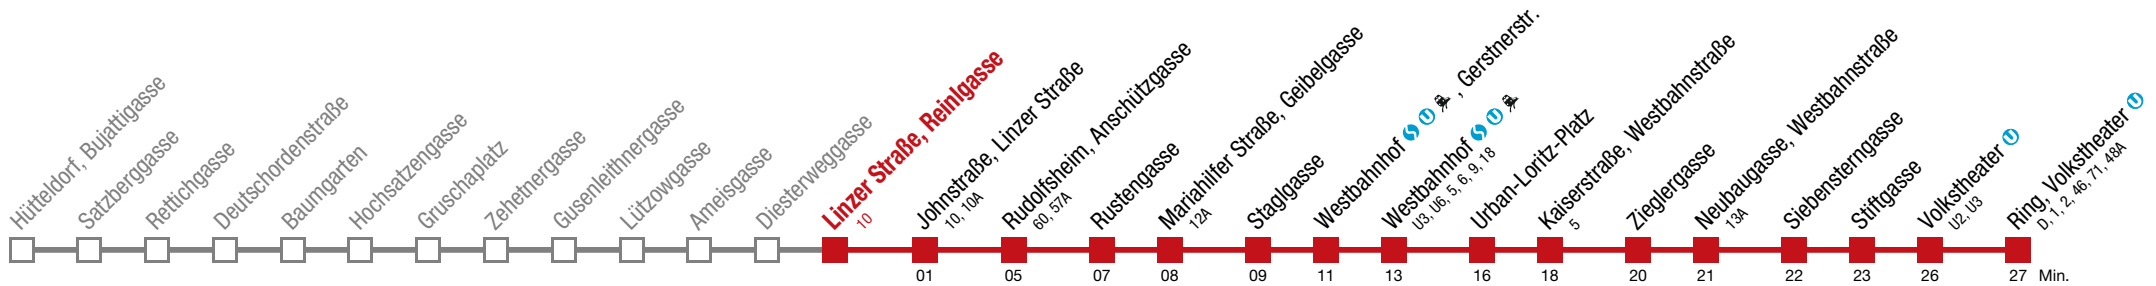 Hütteldorf, Bujattigasse
Satzberggasse
Rettichgasse
Deutschordenstraße
Baumgarten
Hochsatzengasse
Gruschaplatz
Zehetnergasse
Gusenleithnergasse
Lützowgasse
Ameisgasse
Diesterweggasse
Linzer Straße, Reinlgasse
10
Johnstraße, Linzer Straße
10, 10A
Rudolfsheim, Anschützgasse
60, 57A
Rustengasse
Mariahilfer Straße, Geibelgasse
12A
Staglgasse
Westbahnhof U , Gerstnerstr.
Westbahnhof U
U3, U6, 5, 6, 9, 18
Urban-Loritz-Platz
Kaiserstraße, Westbahnstraße
5
Zieglergasse
Neubaugasse, Westbahnstraße
13A
Siebensterngasse
Stiftgasse
Volkstheater U
U2, U3
Ring, Volkstheater U
D, 1, 2, 46, 71, 48A
01 05 07 08 09 11 13 16 18 20 21 22 23 26 27 Min.